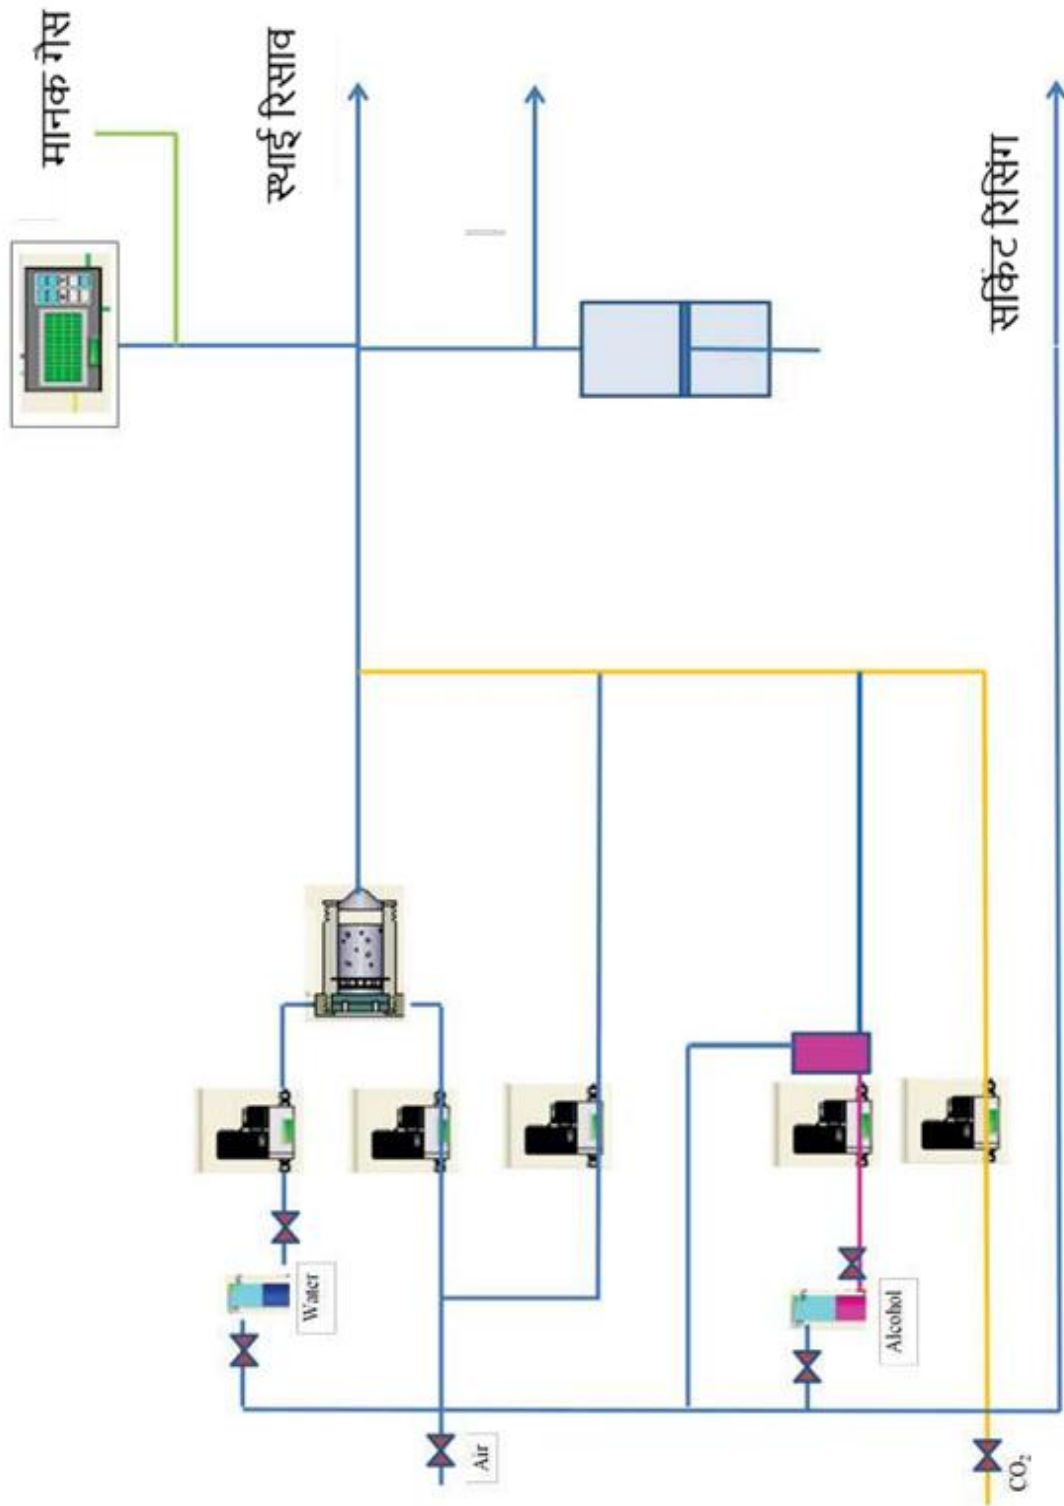 मानक गैस
स्थाई रिसाव
सर्किट रिंसिंग
Water
Air
Alcohol
CO₂